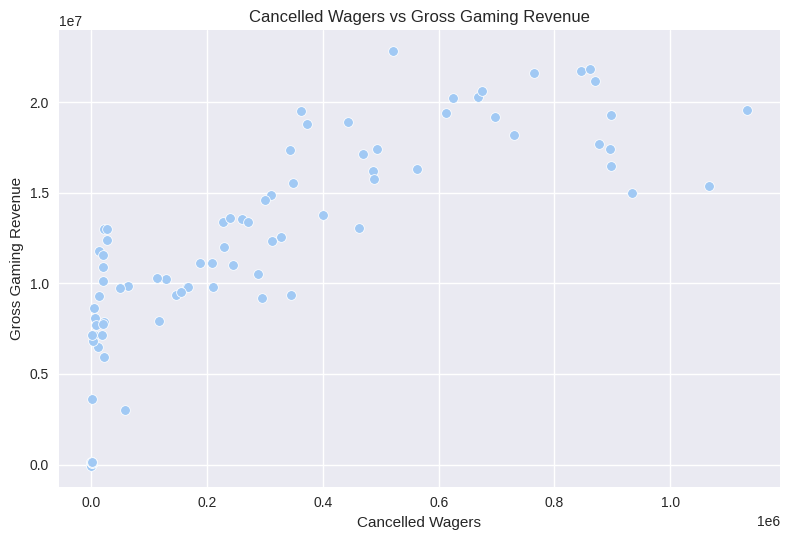 Cancelled Wagers vs Gross Gaming Revenue
1e7
2.0
1.5
1.0
0.5
0.0
Gross Gaming Revenue
0.0 0.2 0.4 0.6 0.8 1.0
Cancelled Wagers
1e6